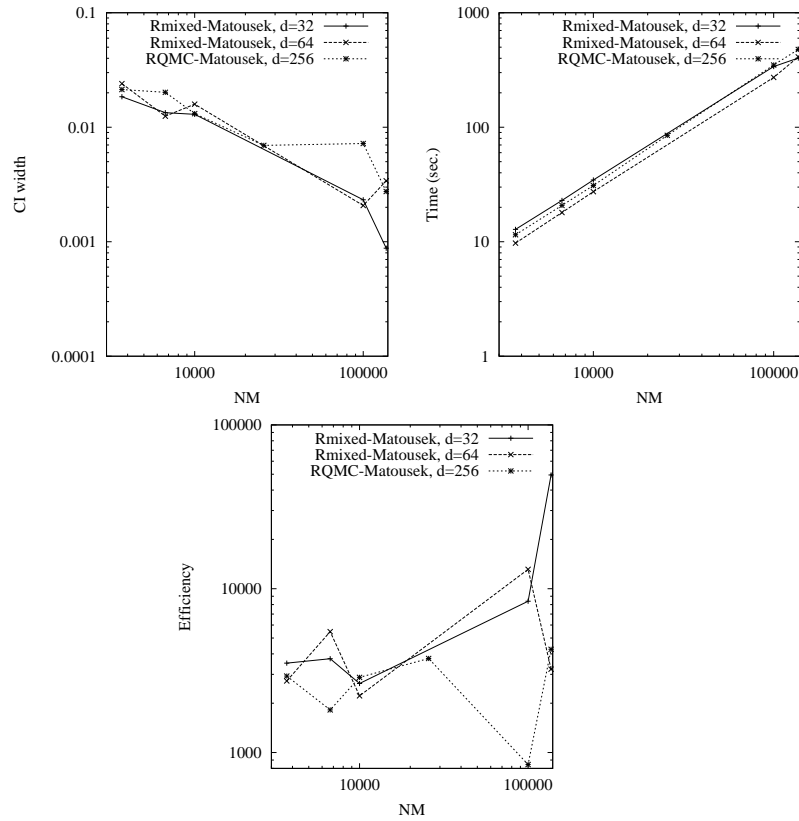 0.1
0.01
0.001
0.0001
CI width
10000
100000
NM
Rmixed-Matousek, d=32
Rmixed-Matousek, d=64
RQMC-Matousek, d=256
1000
100
10
1
Time (sec.)
10000
100000
NM
Rmixed-Matousek, d=32
Rmixed-Matousek, d=64
RQMC-Matousek, d=256
100000
10000
1000
Efficiency
10000
100000
NM
Rmixed-Matousek, d=32
Rmixed-Matousek, d=64
RQMC-Matousek, d=256